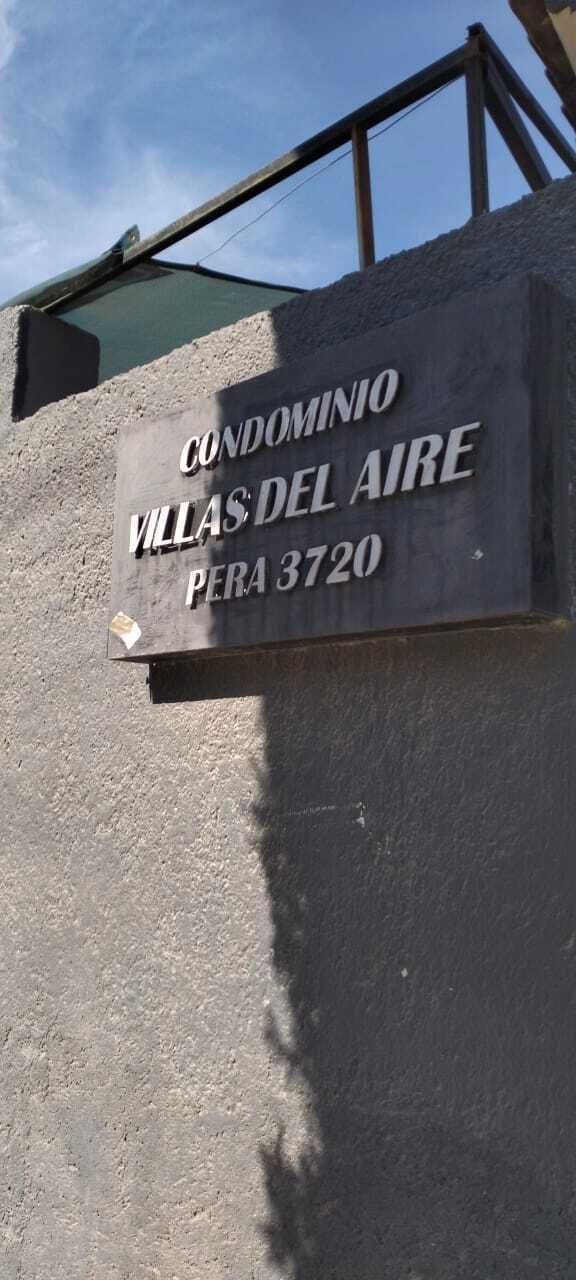 CONDOMINIO
VILLAS DEL AIRE
PERA 3720